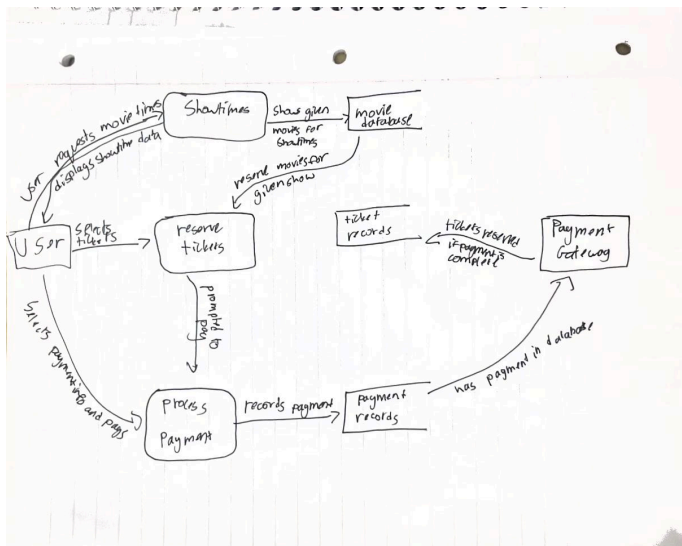 Showtimes
Shows given
movies for
Showtimes
movie
database
User requests movie times
displays showtime data
reserve movies for
given show
User
selects
tickets
reserve
tickets
ticket
records
tickets reserved
if payment is
complete
Payment
Gateway
prompted to
pay
selects payment info and pays
process
Payment
records payment
payment
records
has payment in database